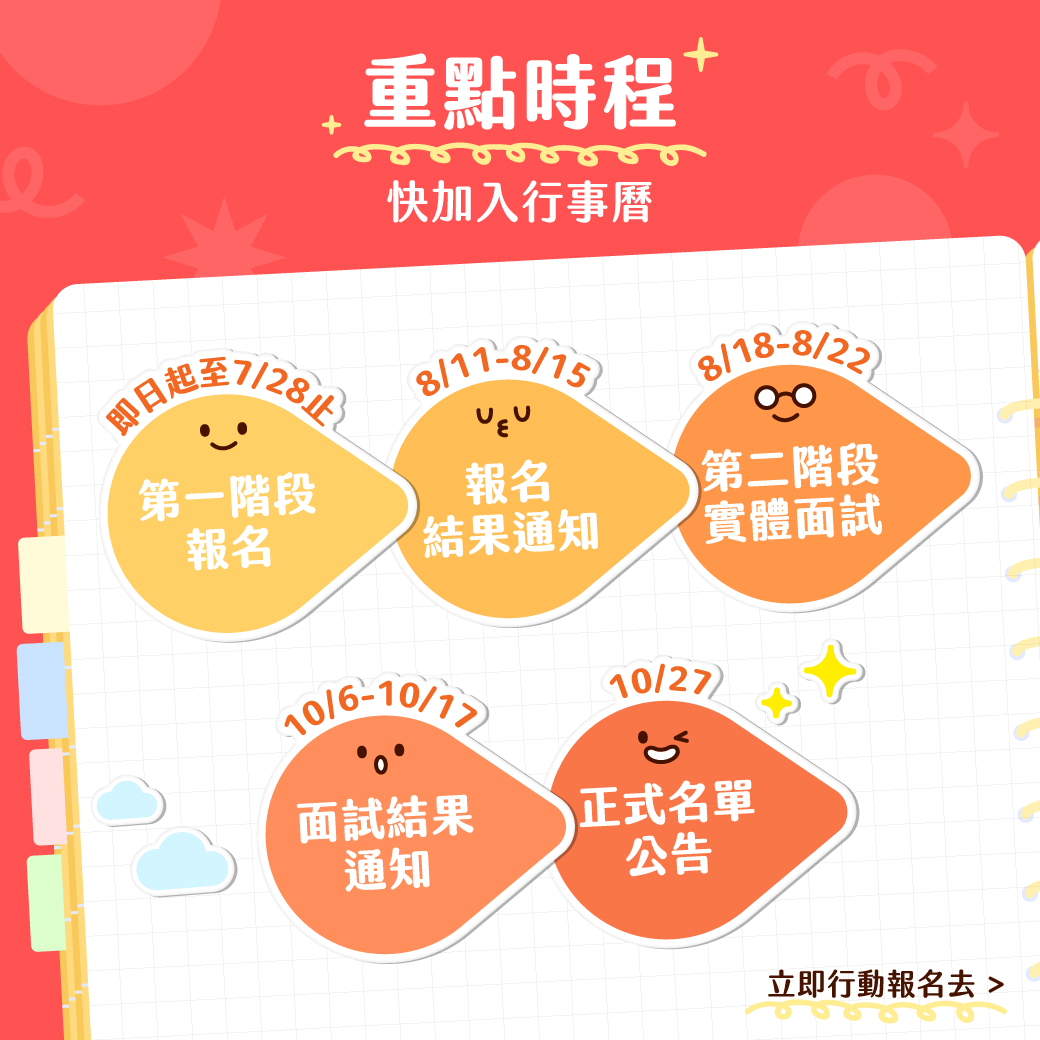 重點時程
快加入行事曆
即日起至7/28止
第一階段
報名
8/11-8/15
報名
結果通知
8/18-8/22
第二階段
實體面試
10/6-10/17
面試結果
通知
10/27
正式名單
公告
立即行動報名去 >